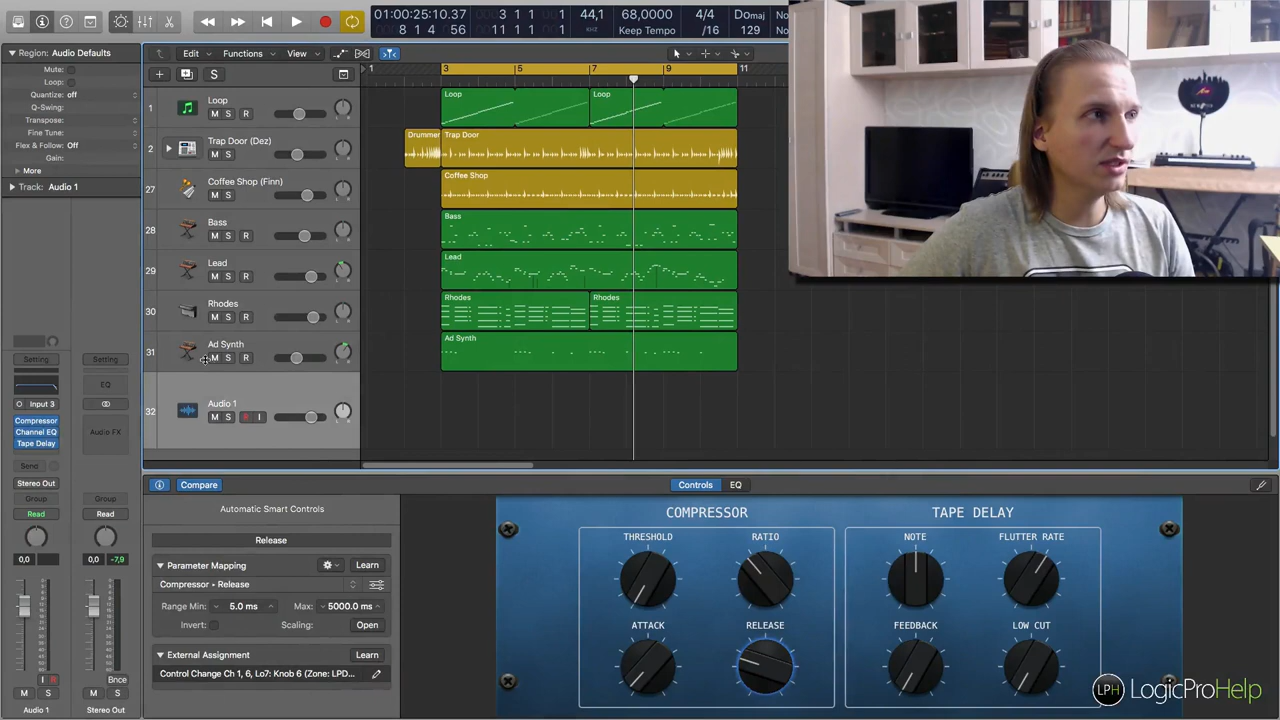 Region: Audio Defaults
Mute:
Loop:
Quantize: off
Q-Swing:
Transpose:
Fine Tune:
Flex & Follow: Off
Gain:
More
Track: Audio 1
Setting
Setting
EQ
Input 3
Compressor
Channel EQ
Tape Delay
Audio FX
Send
Stereo Out
Group
Group
Read
Read
0,0
0,0 -7,9
I R
Bnce
M S
M S
Audio 1
Stereo Out
01:00:25:10.37
8 1 4 56
3 1 1 1
11 1 1 1
44,1
KHZ
68,0000
Keep Tempo
4/4
/16
Domaj
129
Edit Functions View
1 3 5 7 9 11
S
1 Loop
M S R
2 Trap Door (Dez)
M S
27 Coffee Shop (Finn)
M S R
28 Bass
M S R
29 Lead
M S R
30 Rhodes
M S R
31 Ad Synth
M S R
32 Audio 1
M S R I
Loop Loop
Drummer Trap Door
Coffee Shop
Bass
Lead
Rhodes Rhodes
Ad Synth
Compare
Controls EQ
Automatic Smart Controls
Release
Parameter Mapping Learn
Compressor • Release
Range Min: 5.0 ms Max: 5000.0 ms
Invert: Scaling: Open
External Assignment Learn
Control Change Ch 1, 6, Lo7: Knob 6 (Zone: LPD...
COMPRESSOR
THRESHOLD RATIO
ATTACK RELEASE
TAPE DELAY
NOTE FLUTTER RATE
FEEDBACK LOW CUT
LPH LogicProHelp